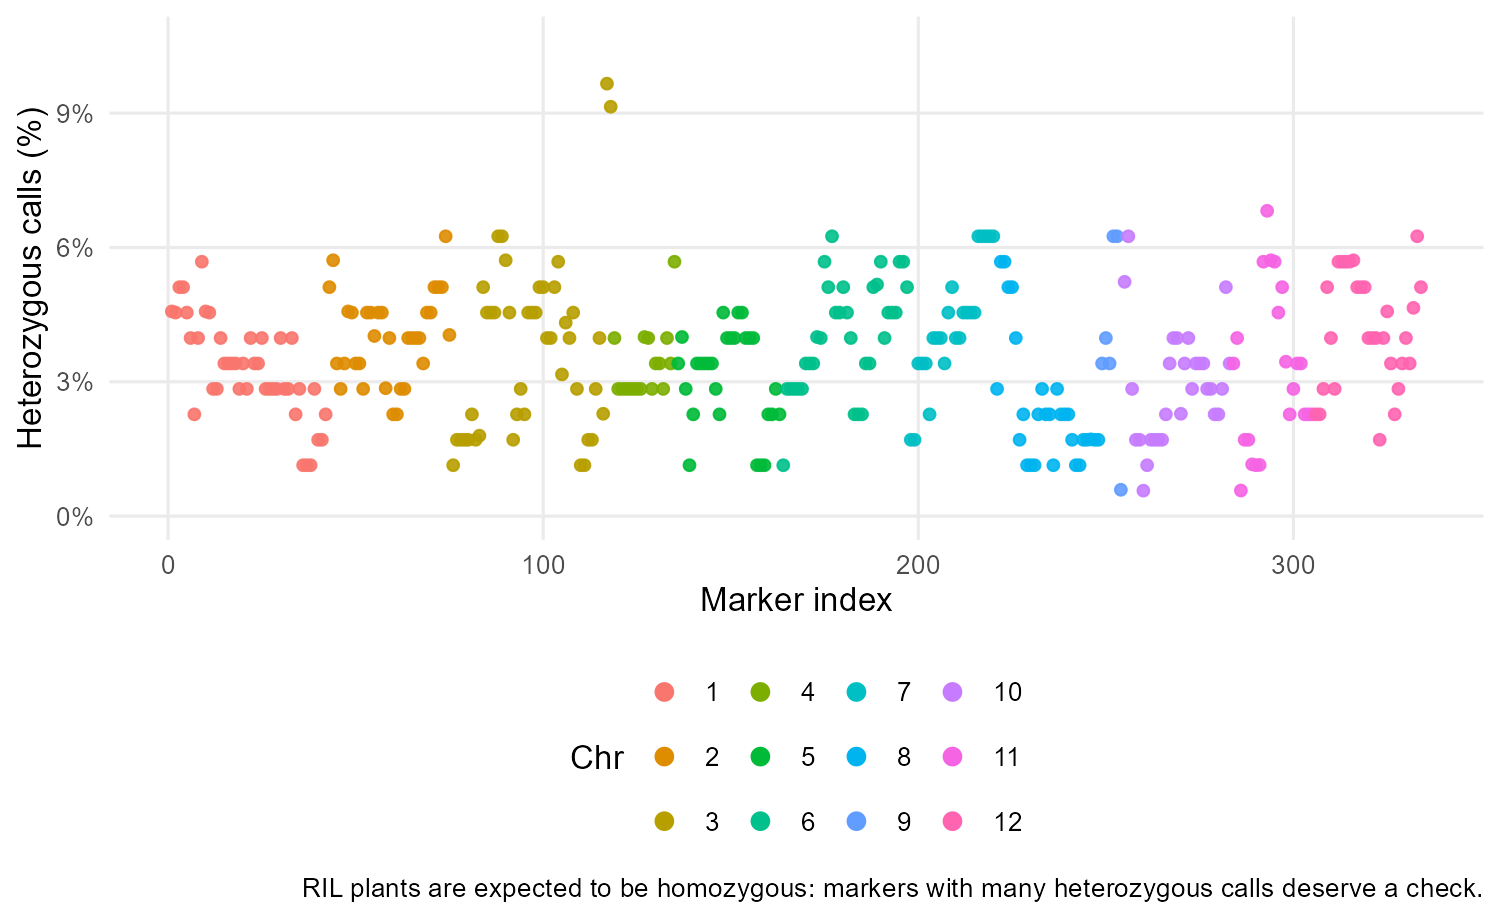 Heterozygous calls (%)
9%
6%
3%
0%
0 100 200 300
Marker index
Chr
1 4 7 10
2 5 8 11
3 6 9 12
RIL plants are expected to be homozygous: markers with many heterozygous calls deserve a check.